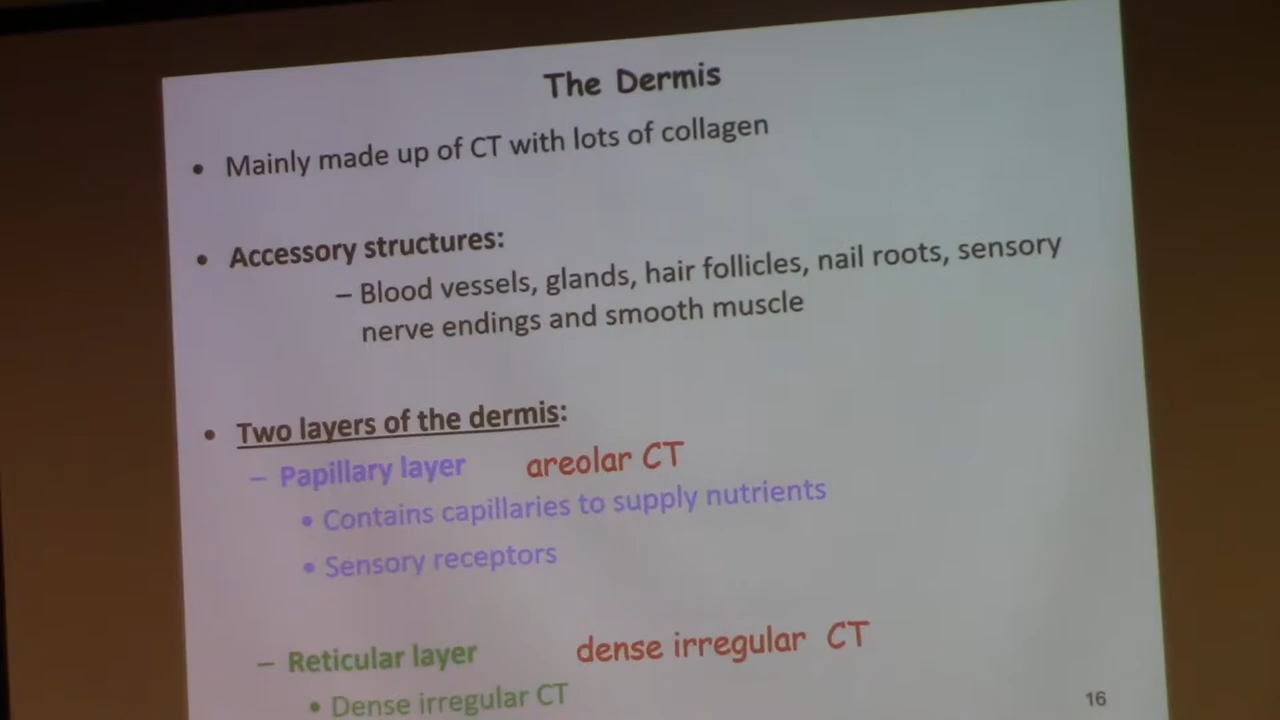 The Dermis
• Mainly made up of CT with lots of collagen
• Accessory structures:
– Blood vessels, glands, hair follicles, nail roots, sensory
nerve endings and smooth muscle
• Two layers of the dermis:
– Papillary layer areolar CT
• Contains capillaries to supply nutrients
• Sensory receptors
– Reticular layer dense irregular CT
• Dense irregular CT
16